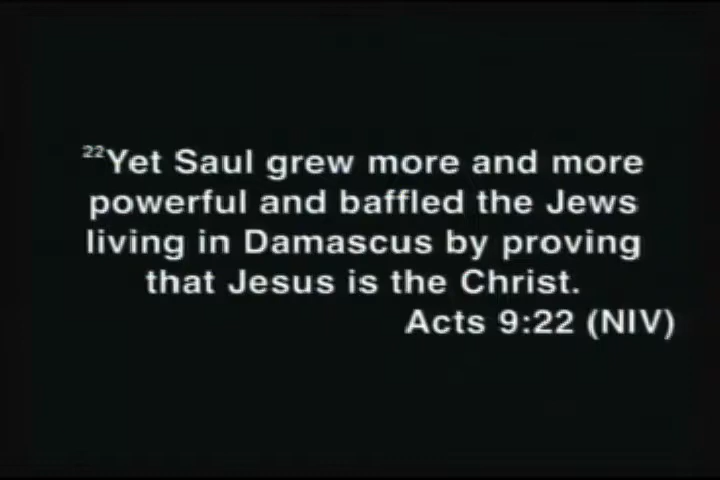 22Yet Saul grew more and more
powerful and baffled the Jews
living in Damascus by proving
that Jesus is the Christ.
Acts 9:22 (NIV)